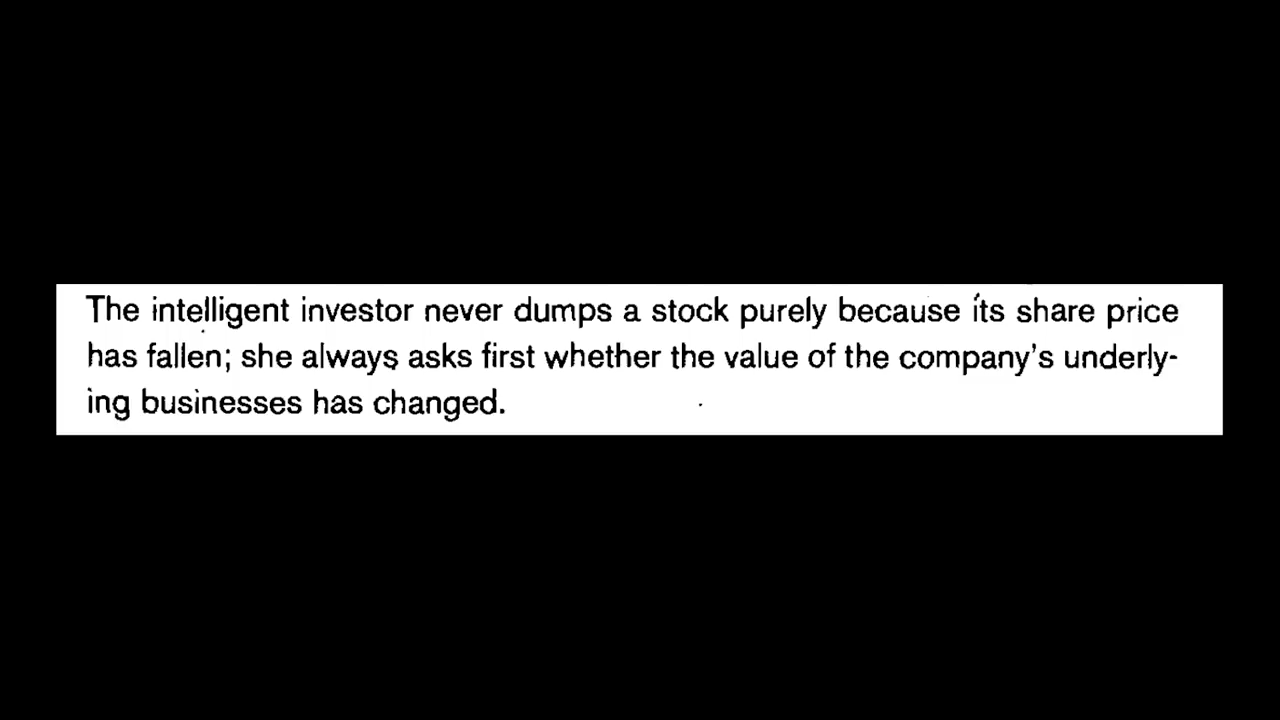 The intelligent investor never dumps a stock purely because its share price
has fallen; she always asks first whether the value of the company's underly-
ing businesses has changed.